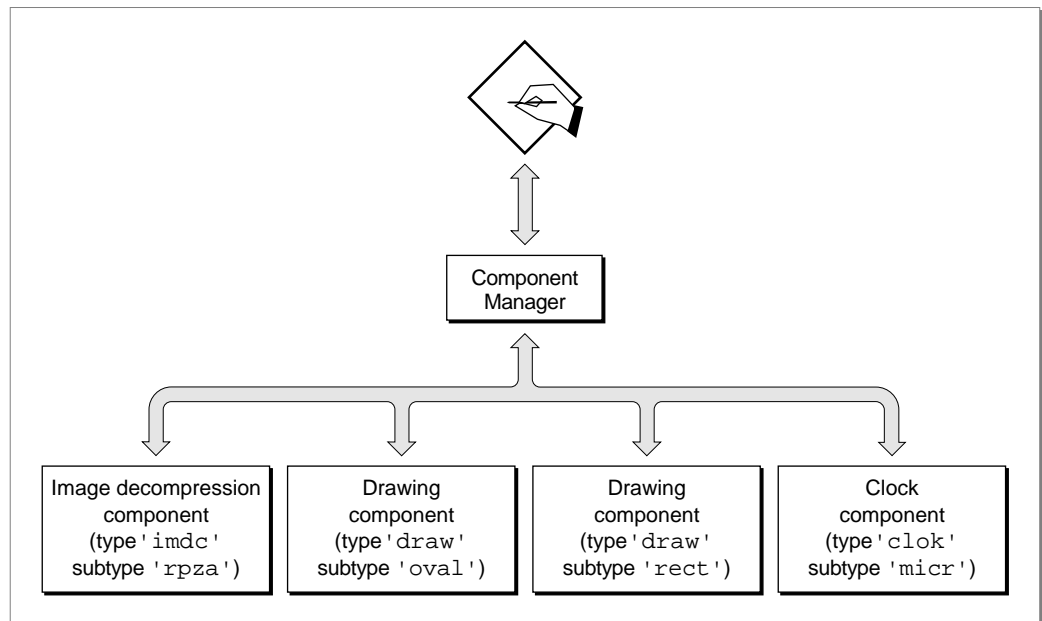 Component
Manager
Image decompression
component
(type 'imdc'
subtype 'rpza')
Drawing
component
(type 'draw'
subtype 'oval')
Drawing
component
(type 'draw'
subtype 'rect')
Clock
component
(type 'clok'
subtype 'micr')